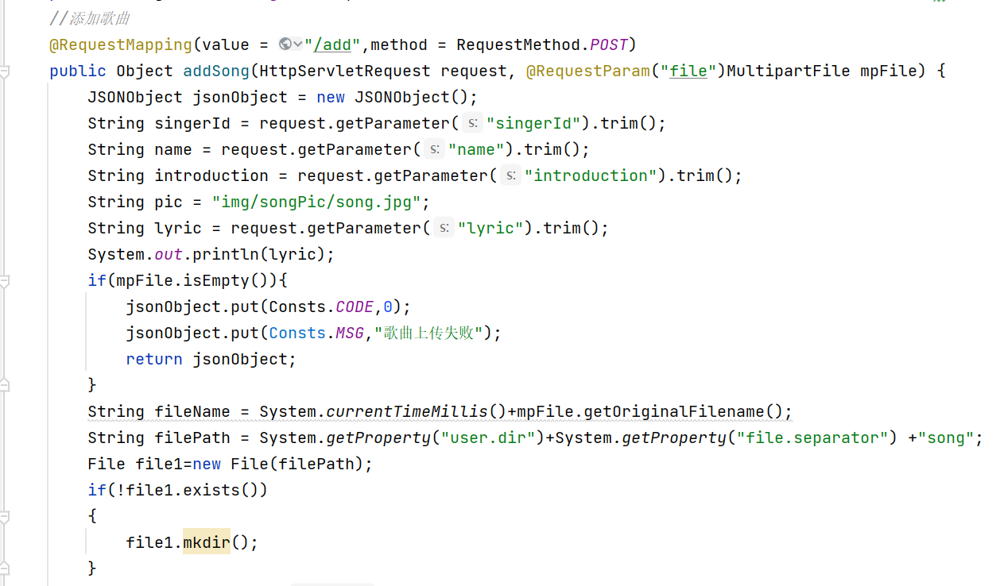 //添加歌曲
@RequestMapping(value = "/add",method = RequestMethod.POST)
public Object addSong(HttpServletRequest request, @RequestParam("file")MultipartFile mpFile) {
JSONObject jsonObject = new JSONObject();
String singerId = request.getParameter( s: "singerId").trim();
String name = request.getParameter( s: "name").trim();
String introduction = request.getParameter( s: "introduction").trim();
String pic = "img/songPic/song.jpg";
String lyric = request.getParameter( s: "lyric").trim();
System.out.println(lyric);
if(mpFile.isEmpty()){
jsonObject.put(Consts.CODE,0);
jsonObject.put(Consts.MSG,"歌曲上传失败");
return jsonObject;
}
String fileName = System.currentTimeMillis()+mpFile.getOriginalFilename();
String filePath = System.getProperty("user.dir")+System.getProperty("file.separator") +"song";
File file1=new File(filePath);
if(!file1.exists())
{
file1.mkdir();
}